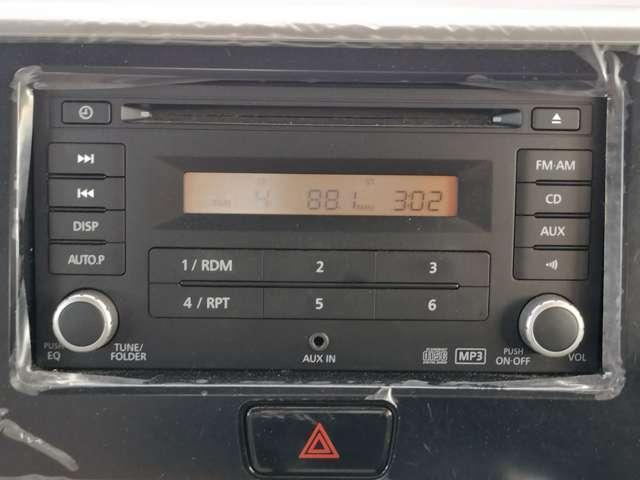 FM·AM
DISP
CD
AUTO.P
AUX
4 88.1 3:02
1 / RDM 2 3
4 / RPT 5 6
PUSH
EQ
TUNE/
FOLDER
AUX IN
MP3
PUSH
ON·OFF
VOL